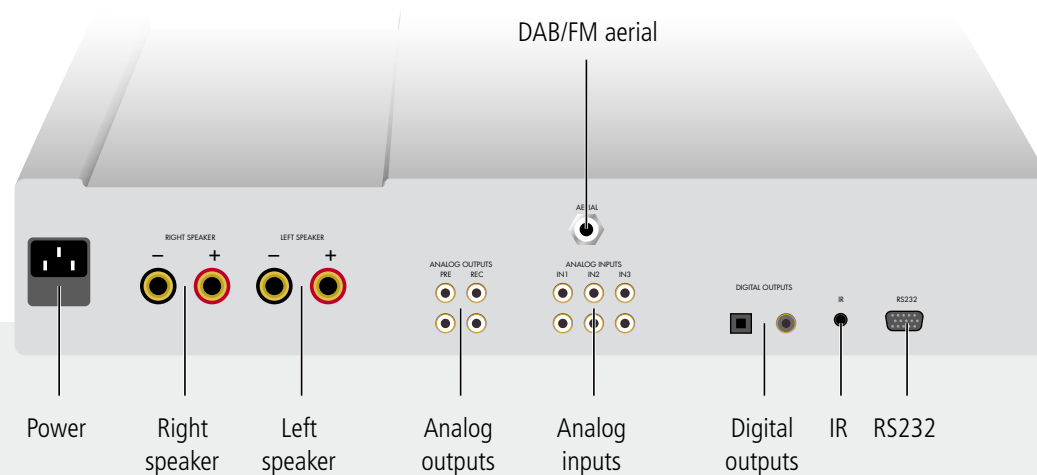 DAB/FM aerial
AERIAL
RIGHT SPEAKER
LEFT SPEAKER
− +
− +
ANALOG OUTPUTS
PRE REC
ANALOG INPUTS
IN1 IN2 IN3
DIGITAL OUTPUTS
IR
RS232
Power
Right
speaker
Left
speaker
Analog
outputs
Analog
inputs
Digital
outputs
IR
RS232